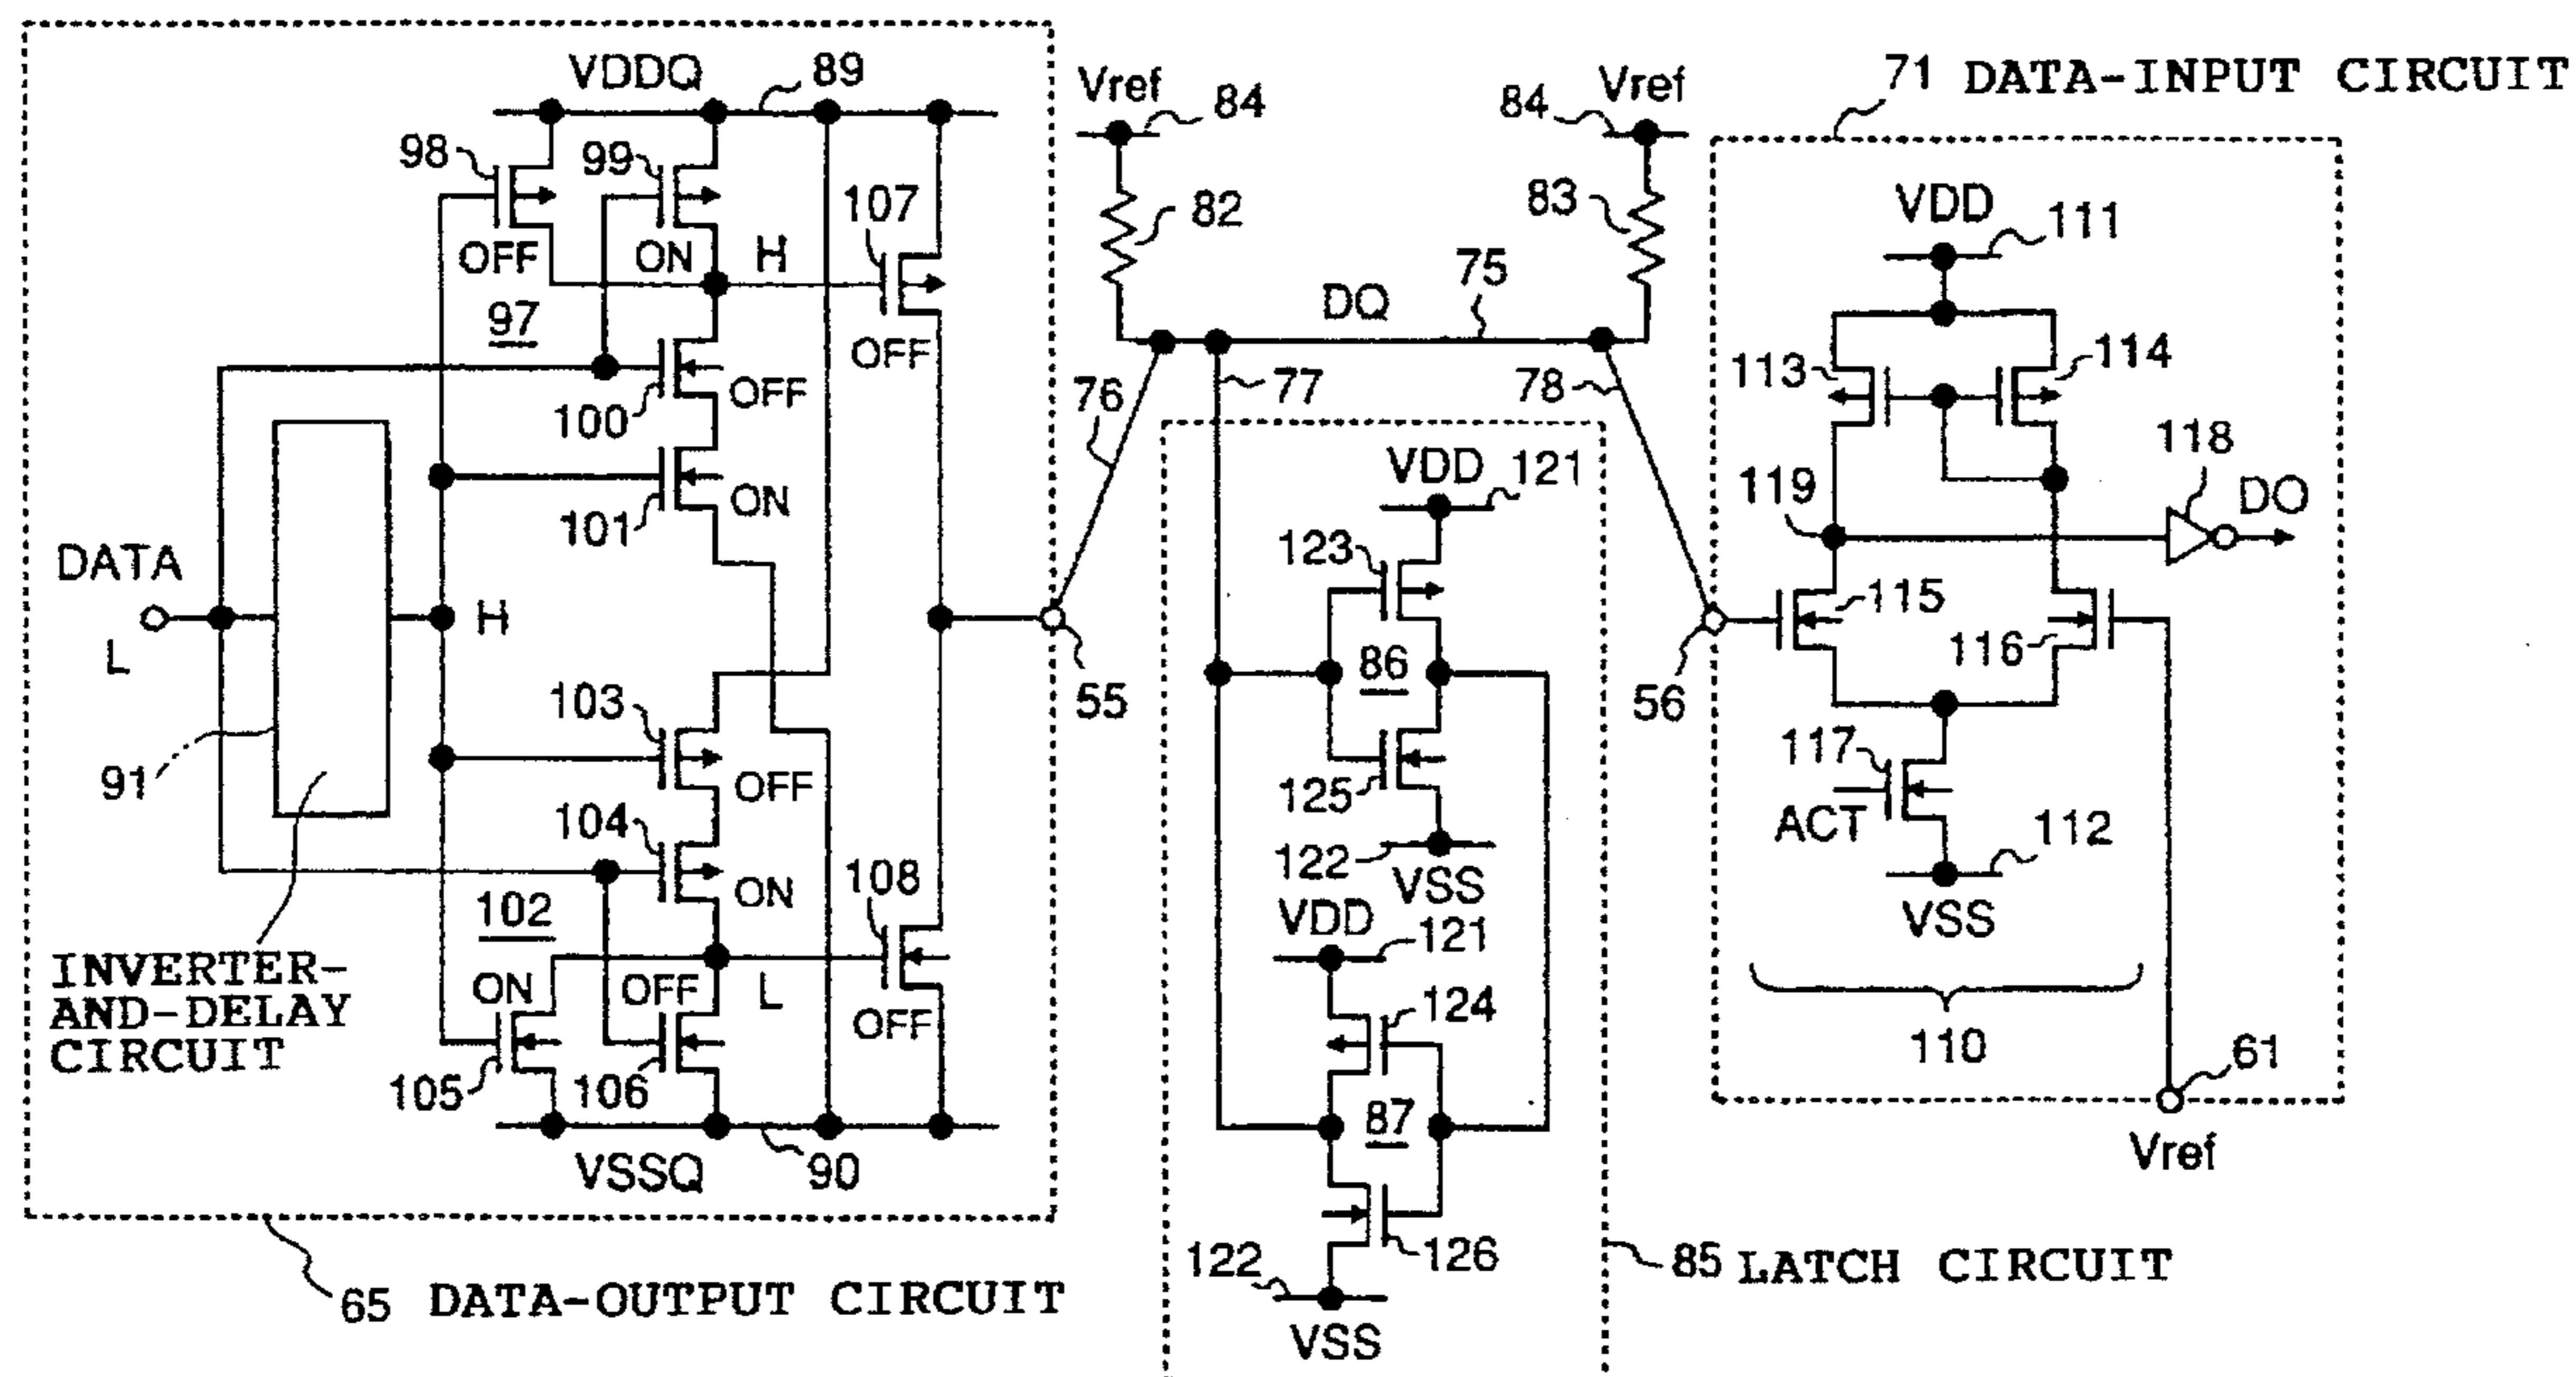 VDDQ
89
98
99
107
OFF
ON
H
97
OFF
100
OFF
101
ON
DATA
L
H
91
103
OFF
104
ON
102
108
L
ON
OFF
OFF
105
106
INVERTER-
AND-DELAY
CIRCUIT
VSSQ
90
65 DATA-OUTPUT CIRCUIT
55
Vref
84
82
Vref
84
83
DQ
75
76
77
78
VDD
121
123
86
125
122
VSS
VDD
121
124
87
126
122
VSS
85 LATCH CIRCUIT
71 DATA-INPUT CIRCUIT
VDD
111
113
114
118
119
DO
115
116
56
117
ACT
112
VSS
110
61
Vref